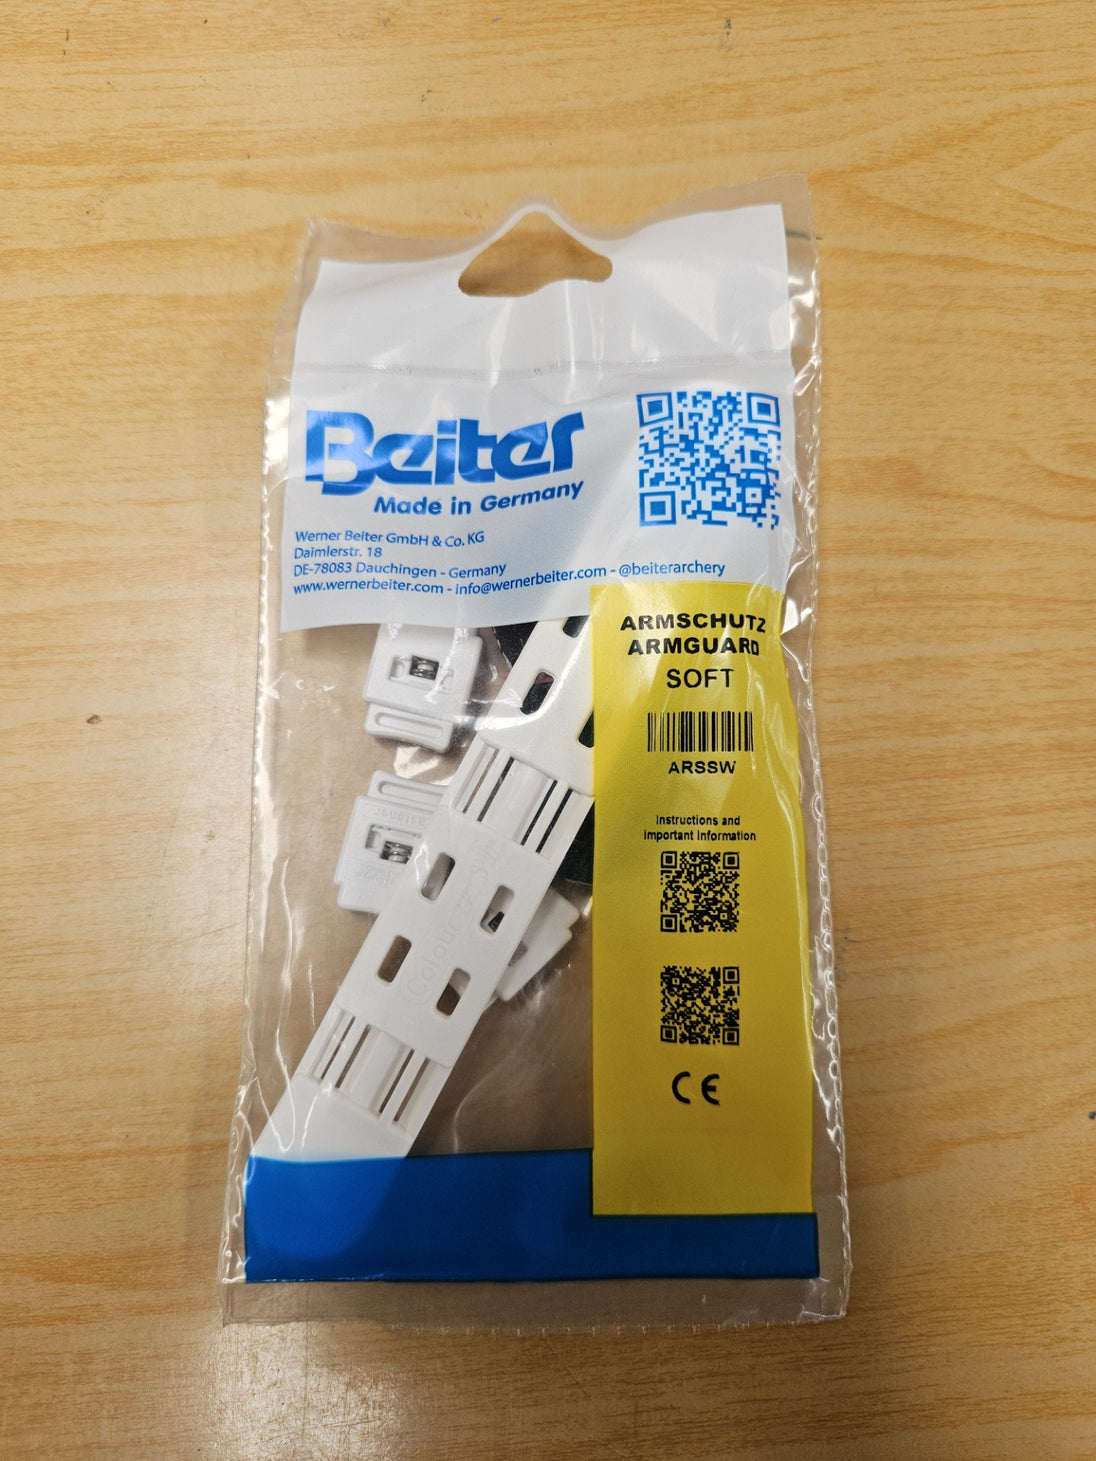 Beiter
Made in Germany
Werner Beiter GmbH & Co. KG
Daimlerstr. 18
DE-78083 Dauchingen - Germany
www.wernerbeiter.com - info@wernerbeiter.com - @beiterarchery
ARMSCHUTZ
ARMGUARD
SOFT
ARSSW
Instructions and
important information
CE